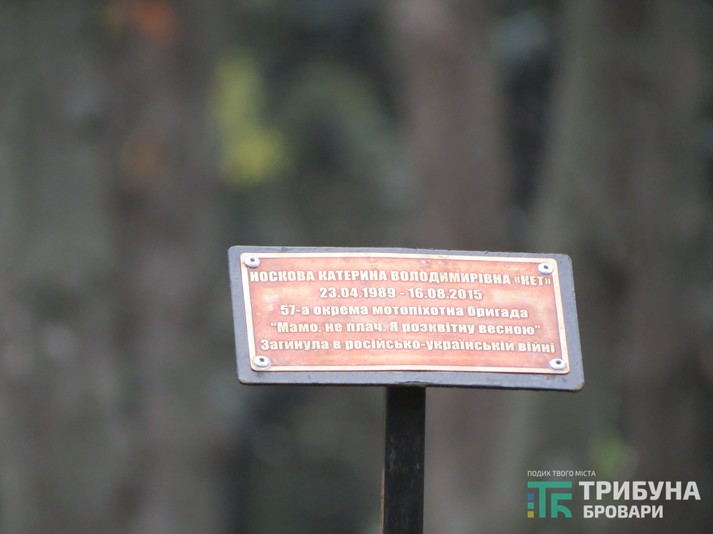 НОСКОВА КАТЕРИНА ВОЛОДИМИРІВНА «КЕТ»
23.04.1989 - 16.08.2015
57-а окрема мотопіхотна бригада
"Мамо, не плач. Я розквітну весною"
Загинула в російсько-українській війні
ПОДИХ ТВОГО МІСТА
ТРИБУНА
БРОВАРИ